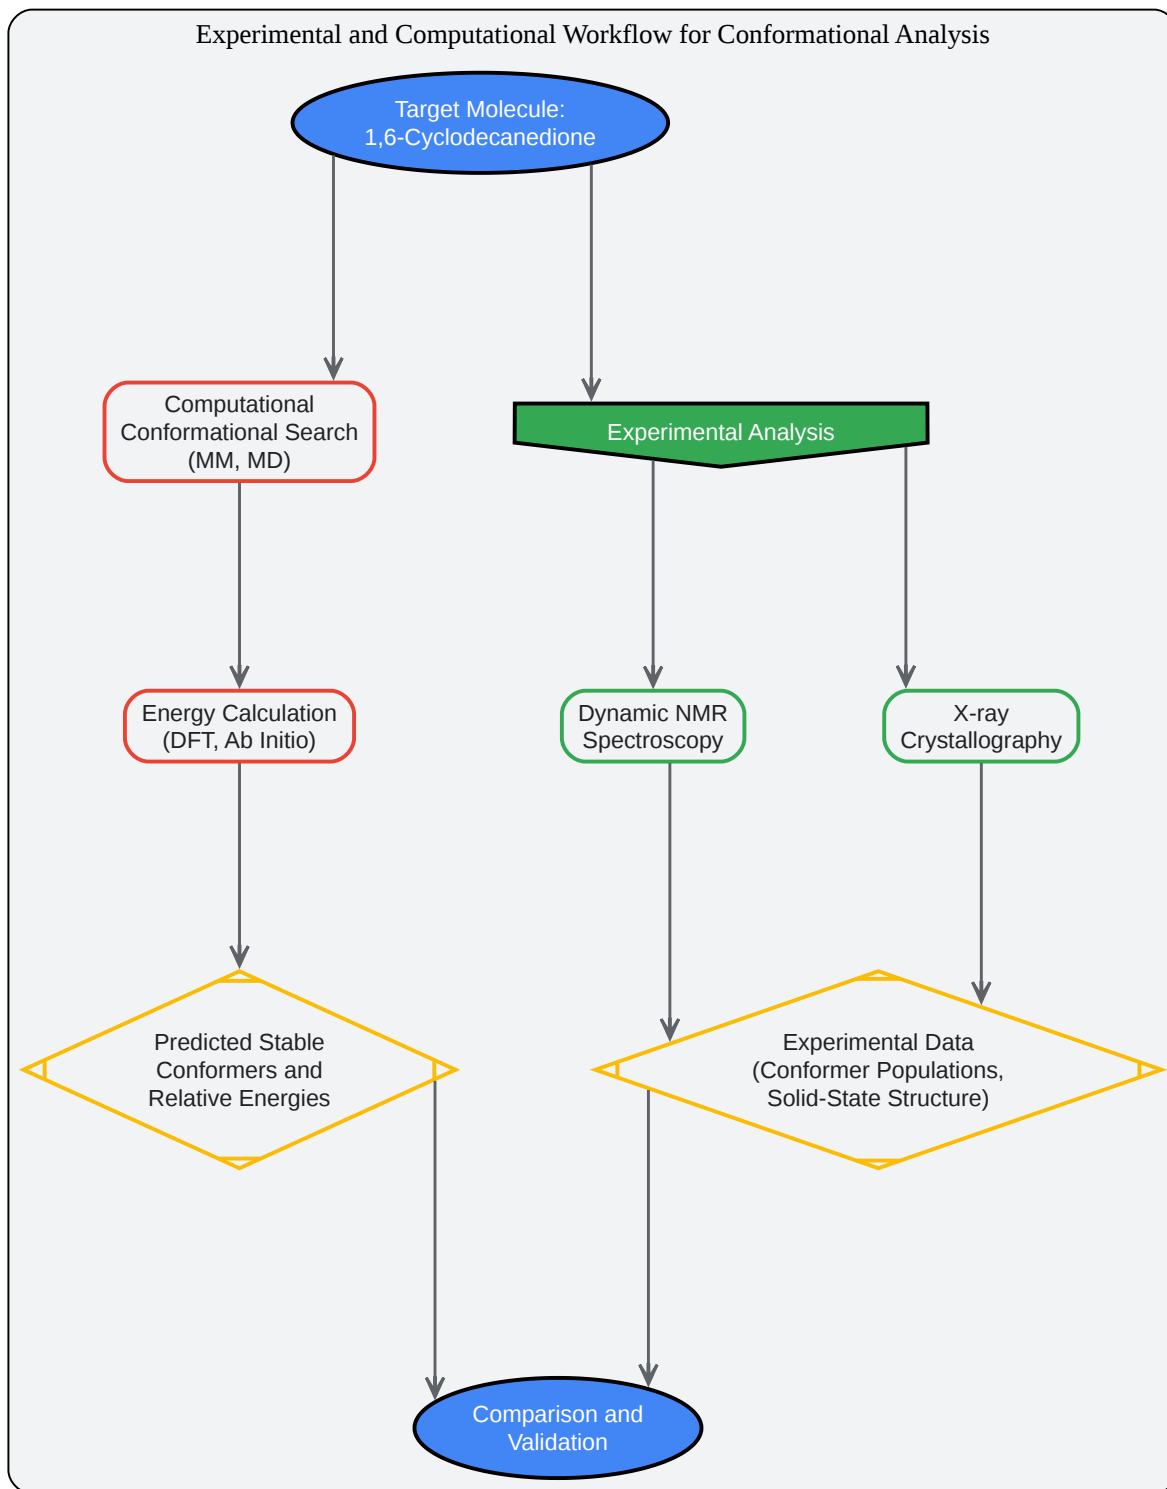 Experimental and Computational Workflow for Conformational Analysis
Target Molecule:
1,6-Cyclodecanedione
Computational
Conformational Search
(MM, MD)
Experimental Analysis
Energy Calculation
(DFT, Ab Initio)
Dynamic NMR
Spectroscopy
X-ray
Crystallography
Predicted Stable
Conformers and
Relative Energies
Experimental Data
(Conformer Populations,
Solid-State Structure)
Comparison and
Validation